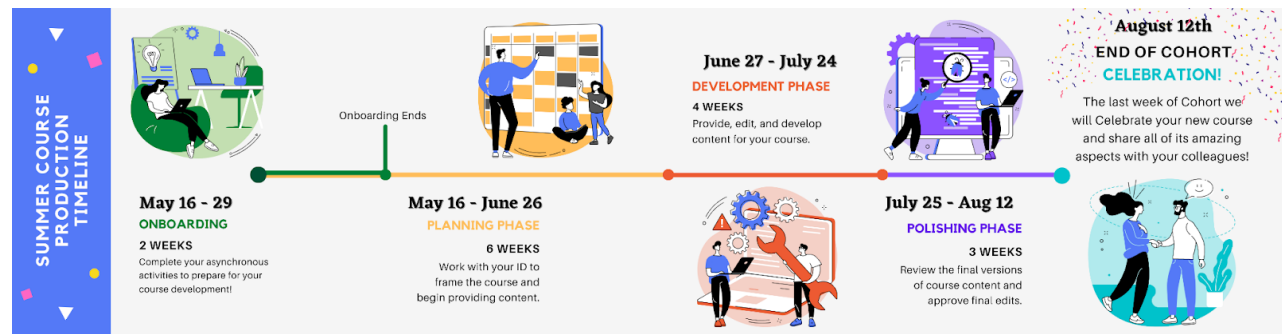 SUMMER COURSE
PRODUCTION
TIMELINE
May 16 - 29
ONBOARDING
2 WEEKS
Complete your asynchronous
activities to prepare for your
course development!
Onboarding Ends
May 16 - June 26
PLANNING PHASE
6 WEEKS
Work with your ID to
frame the course and
begin providing content.
June 27 - July 24
DEVELOPMENT PHASE
4 WEEKS
Provide, edit, and develop
content for your course.
July 25 - Aug 12
POLISHING PHASE
3 WEEKS
Review the final versions
of course content and
approve final edits.
August 12th
END OF COHORT
CELEBRATION!
The last week of Cohort we
will Celebrate your new course
and share all of its amazing
aspects with your colleagues!